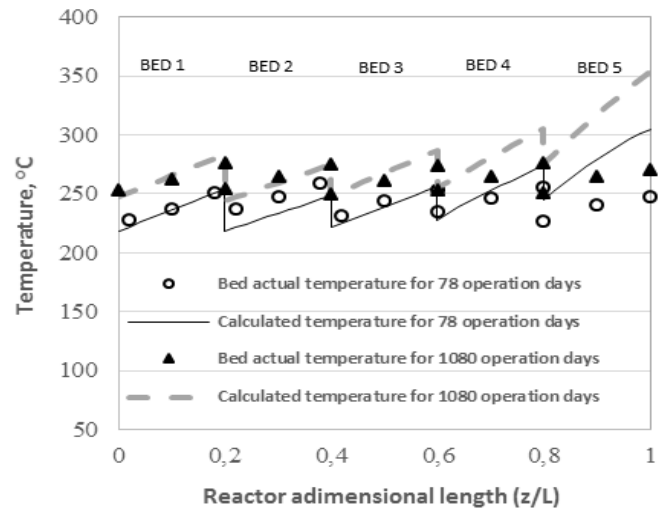 400
BED 1 BED 2 BED 3 BED 4 BED 5
350
300
250
200
Bed actual temperature for 78 operation days
150
Calculated temperature for 78 operation days
Bed actual temperature for 1080 operation days
100
Calculated temperature for 1080 operation days
50
0 0,2 0,4 0,6 0,8 1
Temperature, °C
Reactor adimensional length (z/L)